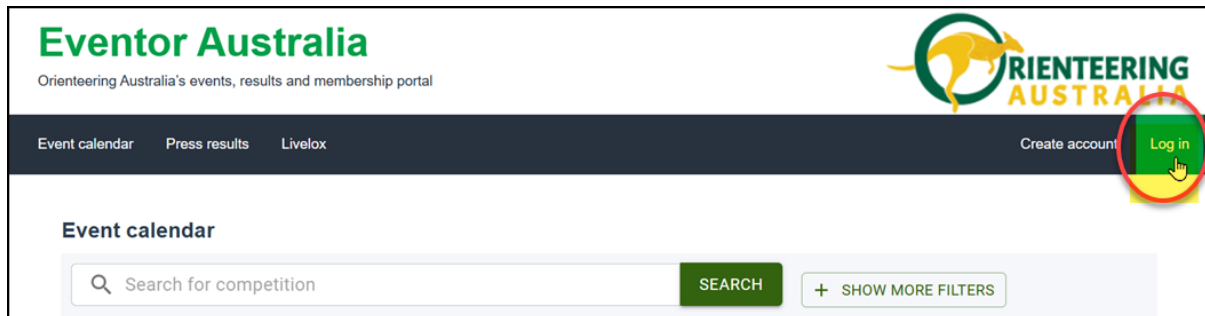 Eventor Australia
Orienteering Australia's events, results and membership portal
ORIENTEERING
AUSTRALIA
Event calendar Press results Livelox Create account Log in
Event calendar
Search for competition SEARCH + SHOW MORE FILTERS